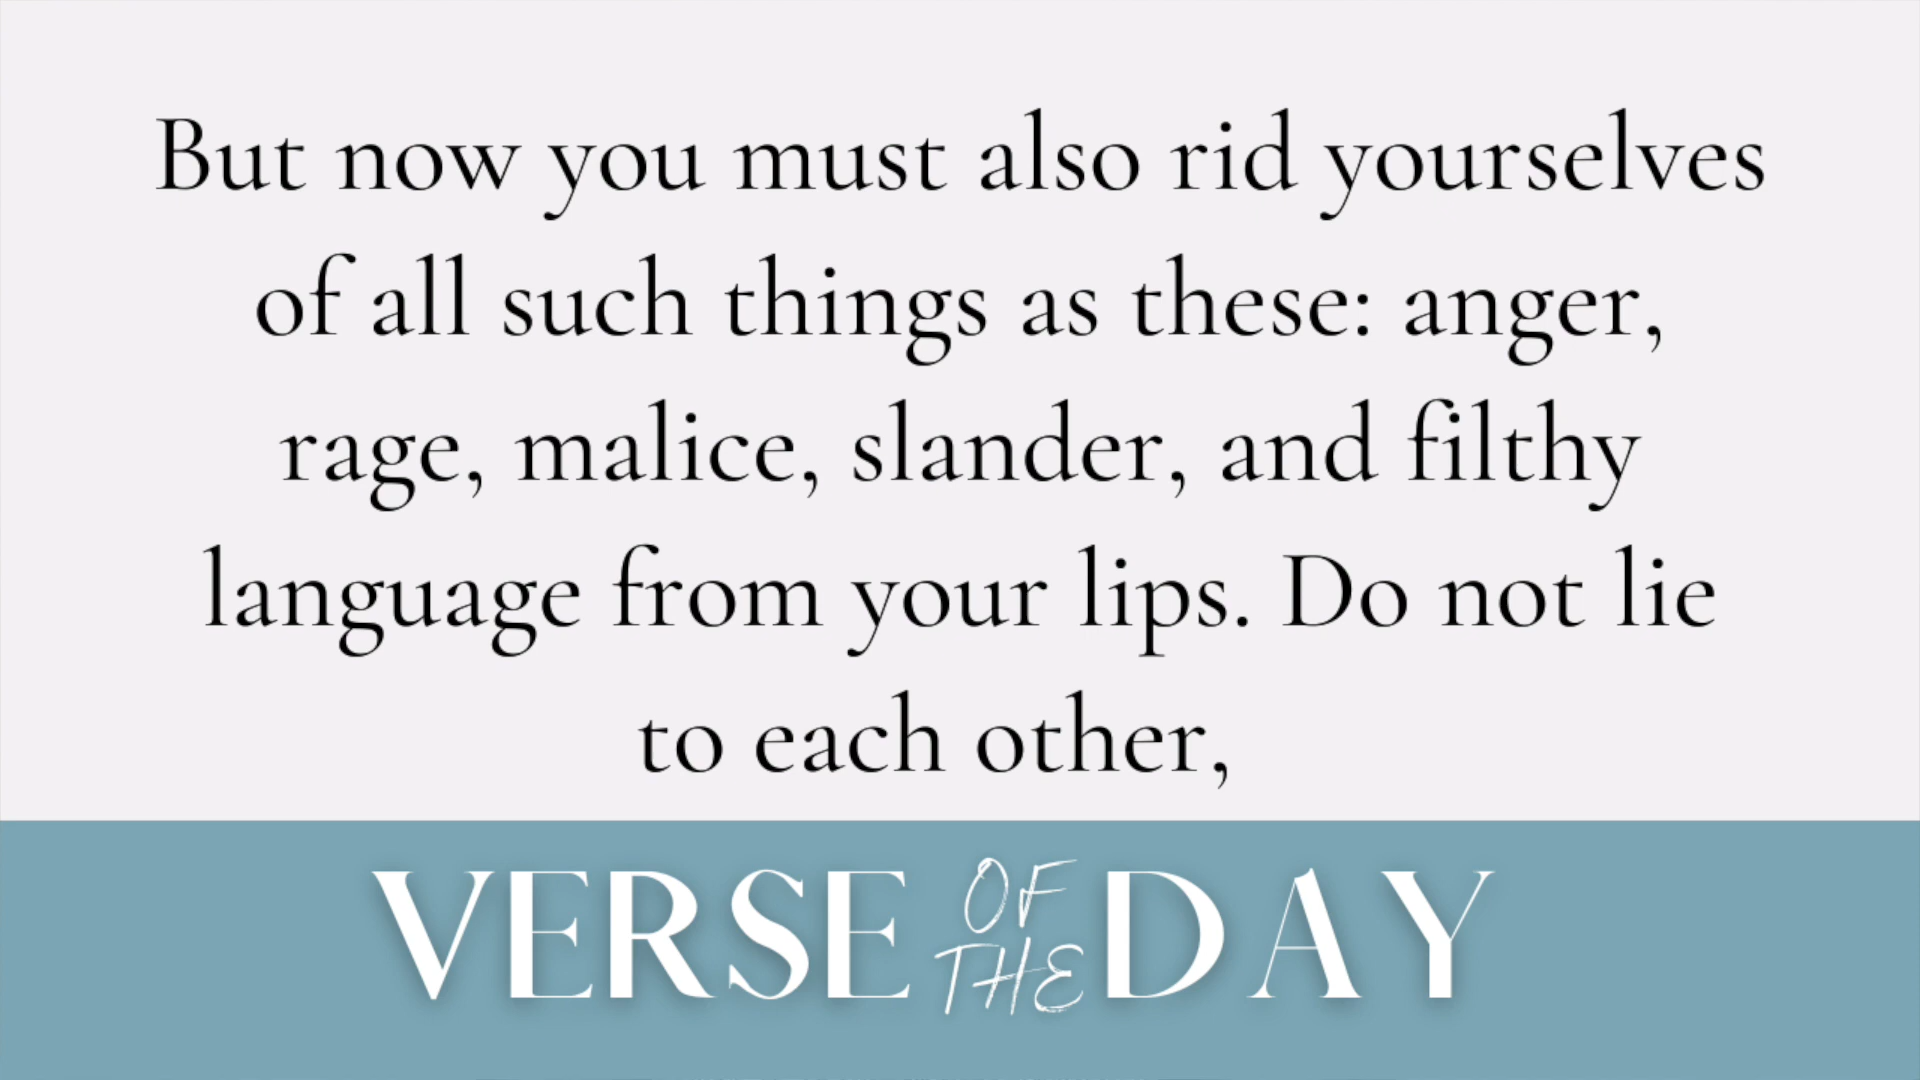 But now you must also rid yourselves
of all such things as these: anger,
rage, malice, slander, and filthy
language from your lips. Do not lie
to each other,
VERSE OF THE DAY